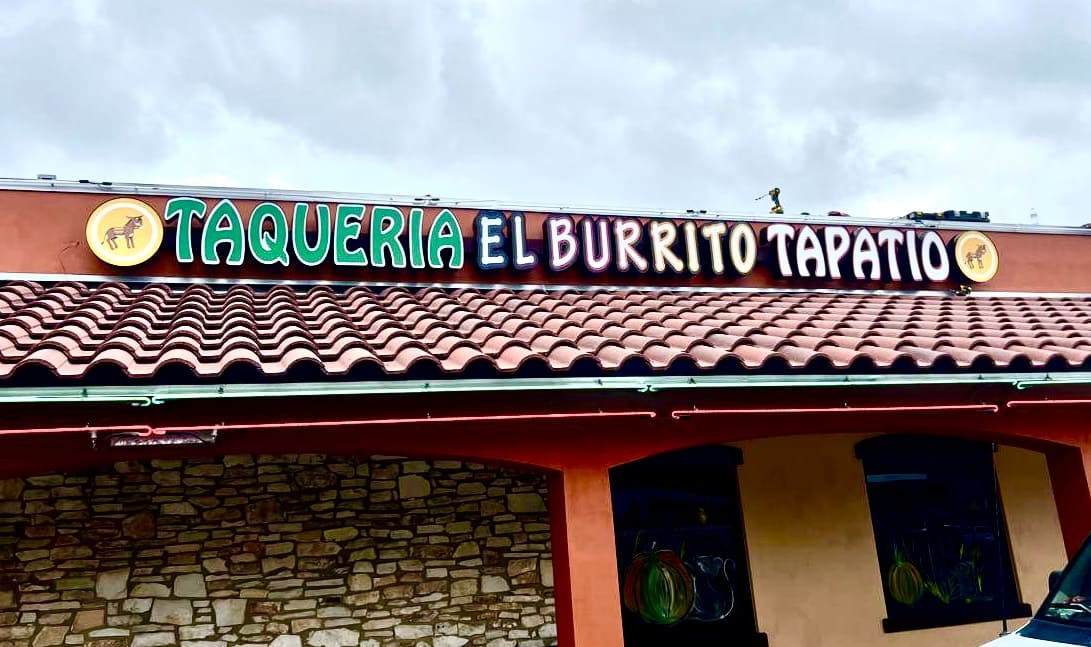 TAQUERIA EL BURRITO TAPATIO